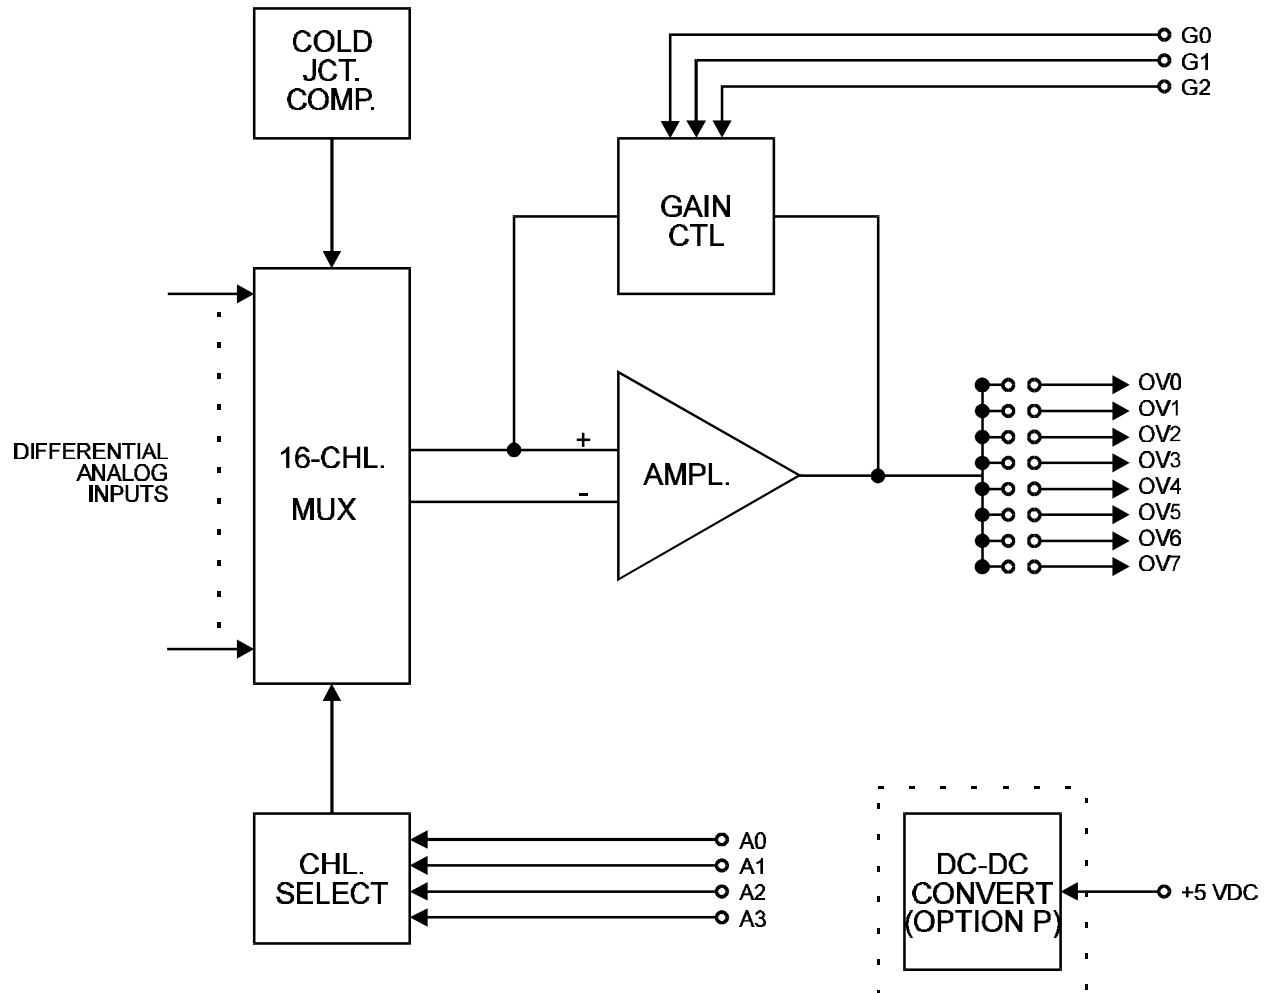 COLD
JCT.
COMP.
G0
G1
G2
GAIN
CTL
DIFFERENTIAL
ANALOG
INPUTS
16-CHL.
MUX
+
-
AMPL.
OV0
OV1
OV2
OV3
OV4
OV5
OV6
OV7
CHL.
SELECT
A0
A1
A2
A3
DC-DC
CONVERT
(OPTION P)
+5 VDC